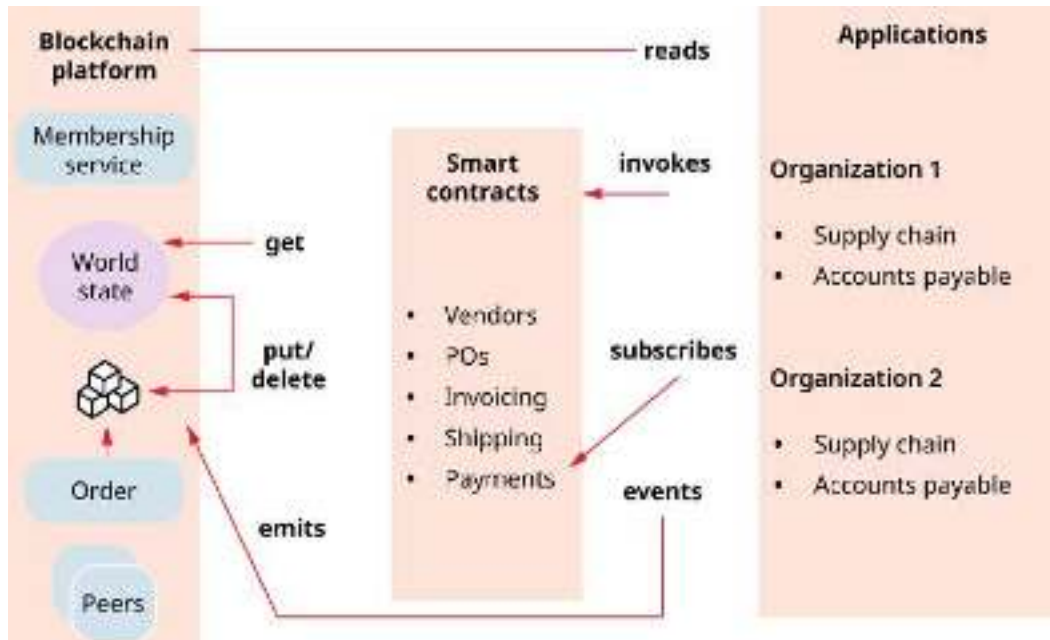 Blockchain
platform
Membership
service
World
state
Order
Peers
reads
get
put/
delete
emits
Smart
contracts
• Vendors
• POs
• Invoicing
• Shipping
• Payments
invokes
subscribes
events
Applications
Organization 1
• Supply chain
• Accounts payable
Organization 2
• Supply chain
• Accounts payable